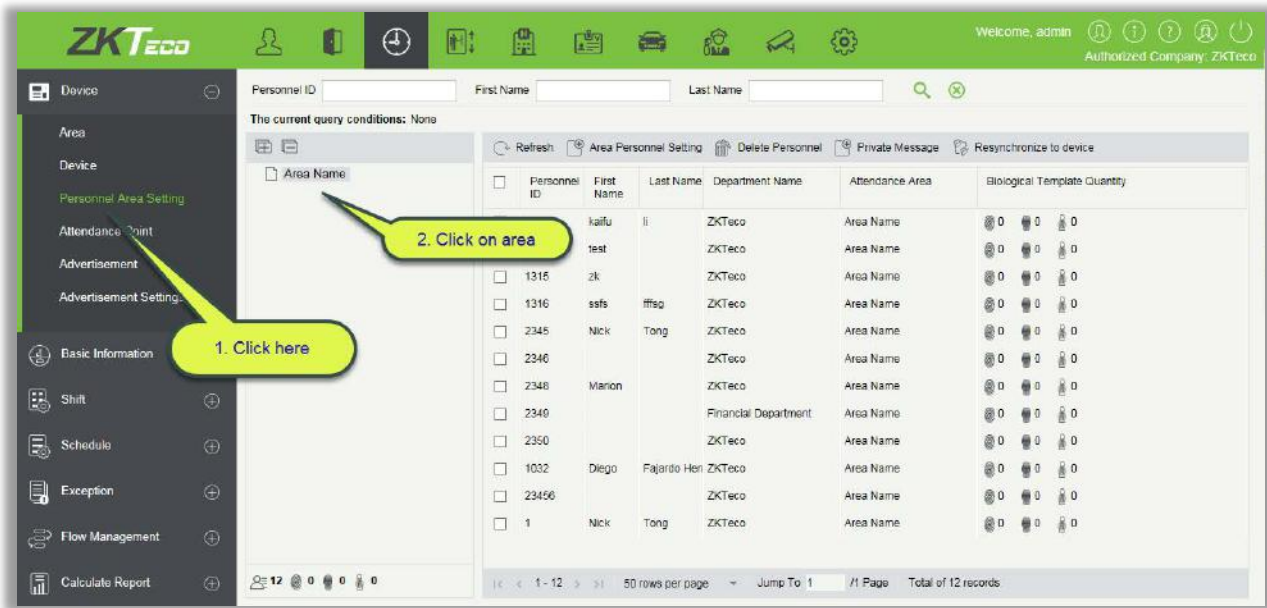 ZKTeco
Welcome, admin
Authorized Company: ZKTeco
Device
Area
Device
Personnel Area Setting
Attendance Point
Advertisement
Advertisement Setting
Basic Information
Shift
Schedule
Exception
Flow Management
Calculate Report
1. Click here
Personnel ID First Name Last Name
The current query conditions: None
Area Name
2. Click on area
Refresh Area Personnel Setting Delete Personnel Private Message Resynchronize to device
Personnel ID First Name Last Name Department Name Attendance Area Biological Template Quantity
kaifu li ZKTeco Area Name 0 0 0
test ZKTeco Area Name 0 0 0
1315 zk ZKTeco Area Name 0 0 0
1316 ssfs fffsg ZKTeco Area Name 0 0 0
2345 Nick Tong ZKTeco Area Name 0 0 0
2346 ZKTeco Area Name 0 0 0
2348 Marion ZKTeco Area Name 0 0 0
2349 Financial Department Area Name 0 0 0
2350 ZKTeco Area Name 0 0 0
1032 Diego Fajardo Her ZKTeco Area Name 0 0 0
23456 ZKTeco Area Name 0 0 0
1 Nick Tong ZKTeco Area Name 0 0 0
12 0 0 0
1 - 12 50 rows per page Jump To 1 /1 Page Total of 12 records